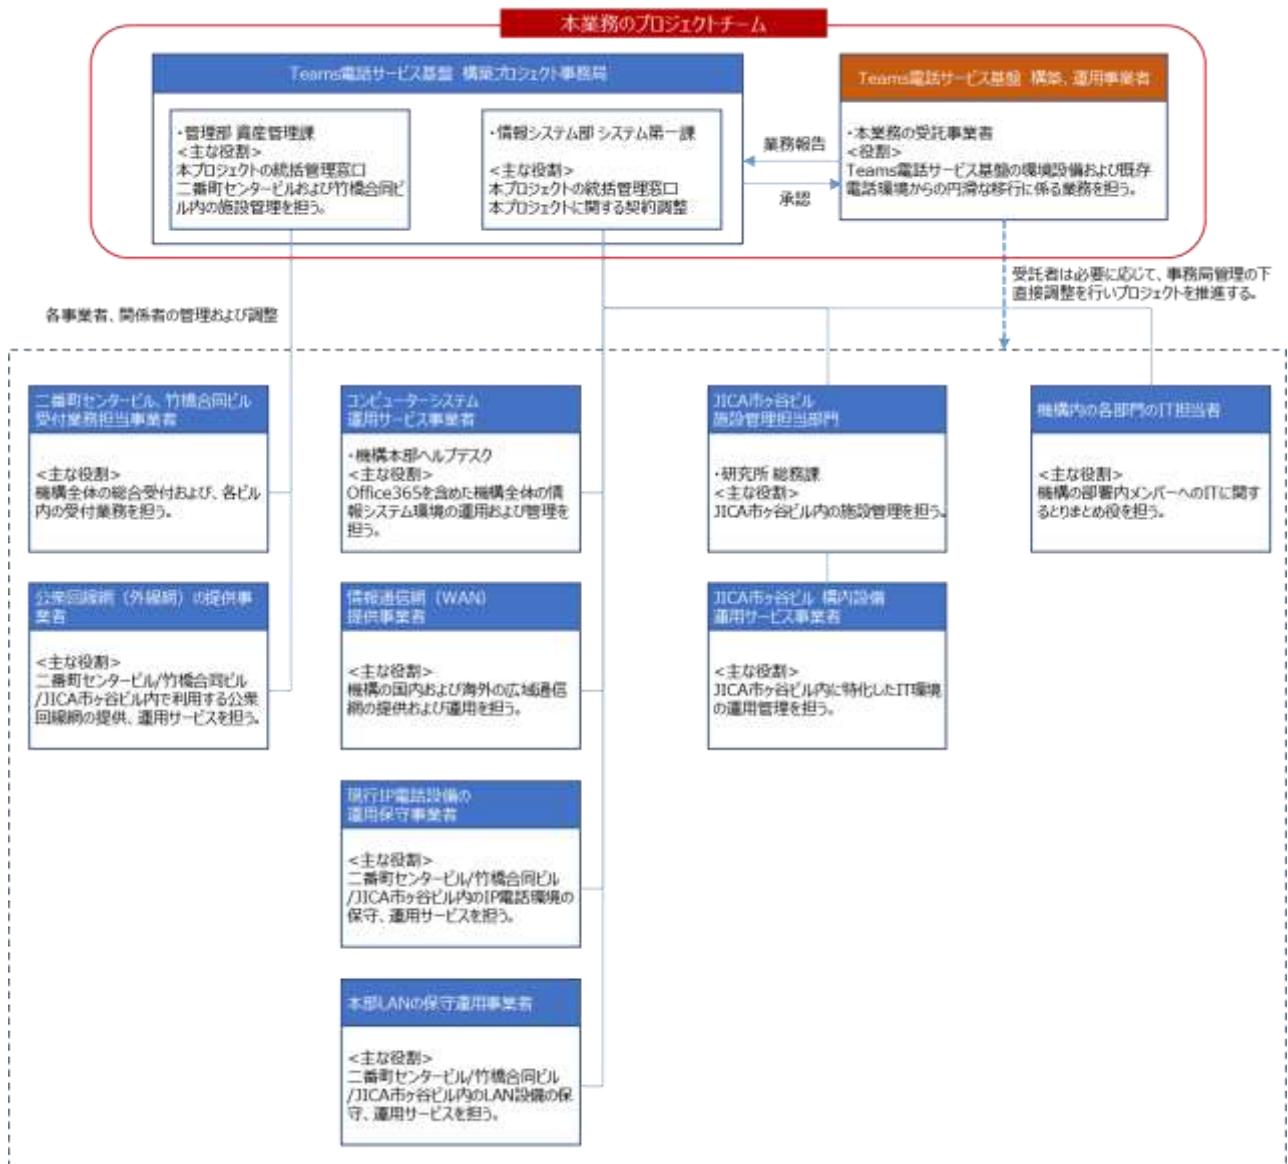 本業務のプロジェクトチーム
Teams電話サービス基盤 構築プロジェクト事務局
・管理部 資産管理課
<主な役割>
本プロジェクトの統括管理窓口
二番町センタービルおよび竹橋合同ビ
ル内の施設管理を担う。
・情報システム部 システム第一課
<主な役割>
本プロジェクトの統括管理窓口
本プロジェクトに関する契約調整
業務報告
承認
Teams電話サービス基盤 構築、運用事業者
・本業務の受託事業者
<役割>
Teams電話サービス基盤の環境設備および既存
電話環境からの円滑な移行に係る業務を担う。
受託者は必要に応じて、事務局管理の下
直接調整を行いプロジェクトを推進する。
各事業者、関係者の管理および調整
二番町センタービル、竹橋合同ビル
受付業務担当事業者
<主な役割>
機構全体の総合受付および、各ビル
内の受付業務を担う。
コンピューターシステム
運用サービス事業者
・機構本部ヘルプデスク
<主な役割>
Office365を含めた機構全体の情
報システム環境の運用および管理を
担う。
JICA市ヶ谷ビル
施設管理担当部門
・研究所 総務課
<主な役割>
JICA市ヶ谷ビル内の施設管理を担う。
機構内の各部門のIT担当者
<主な役割>
機構の部署内メンバーへのITに関す
るとりまとめ役を担う。
公衆回線網（外線網）の提供事
業者
<主な役割>
二番町センタービル/竹橋合同ビル
/JICA市ヶ谷ビル内で利用する公衆
回線網の提供、運用サービスを担う。
情報通信網（WAN）
提供事業者
<主な役割>
機構の国内および海外の広域通信
網の提供および運用を担う。
JICA市ヶ谷ビル 構内設備
運用サービス事業者
<主な役割>
JICA市ヶ谷ビル内に特化したIT環境
の運用管理を担う。
現行IP電話設備の
運用保守事業者
<主な役割>
二番町センタービル/竹橋合同ビル
/JICA市ヶ谷ビル内のIP電話環境の
保守、運用サービスを担う。
本部LANの保守運用事業者
<主な役割>
二番町センタービル/竹橋合同ビル
/JICA市ヶ谷ビル内のLAN設備の保
守、運用サービスを担う。